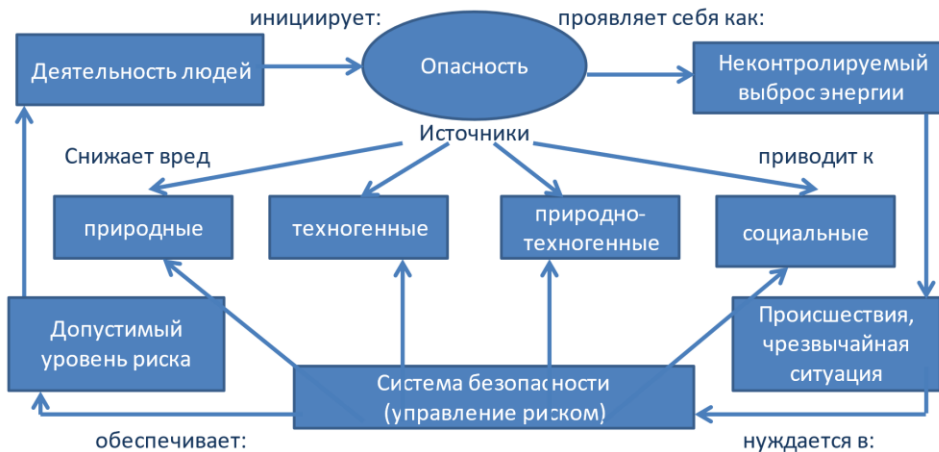 инициирует:
проявляет себя как:
Деятельность людей
Опасность
Неконтролируемый
выброс энергии
Источники
Снижает вред
приводит к
природные
техногенные
природно-
техногенные
социальные
Допустимый
уровень риска
Система безопасности
(управление риском)
Происшествия,
чрезвычайная
ситуация
обеспечивает:
нуждается в: